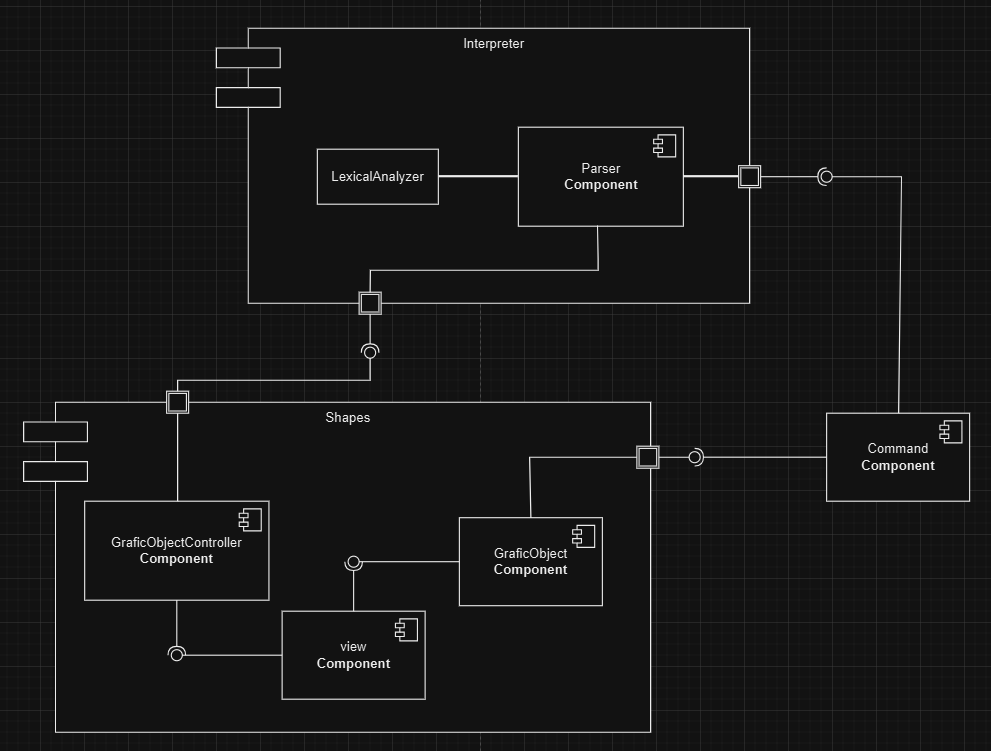 Interpreter
LexicalAnalyzer
Parser
Component
Shapes
Command
Component
GraficObjectController
Component
GraficObject
Component
view
Component